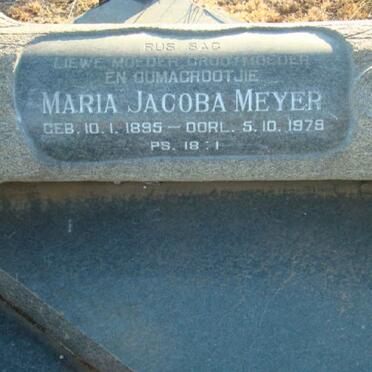 RUS SAG
LIEWE MOEDER GROOTMOEDER
EN OUMAGROOTJIE
MARIA JACOBA MEYER
GEB. 10.1.1895 — OORL. 5.10.1979
PS. 18:1